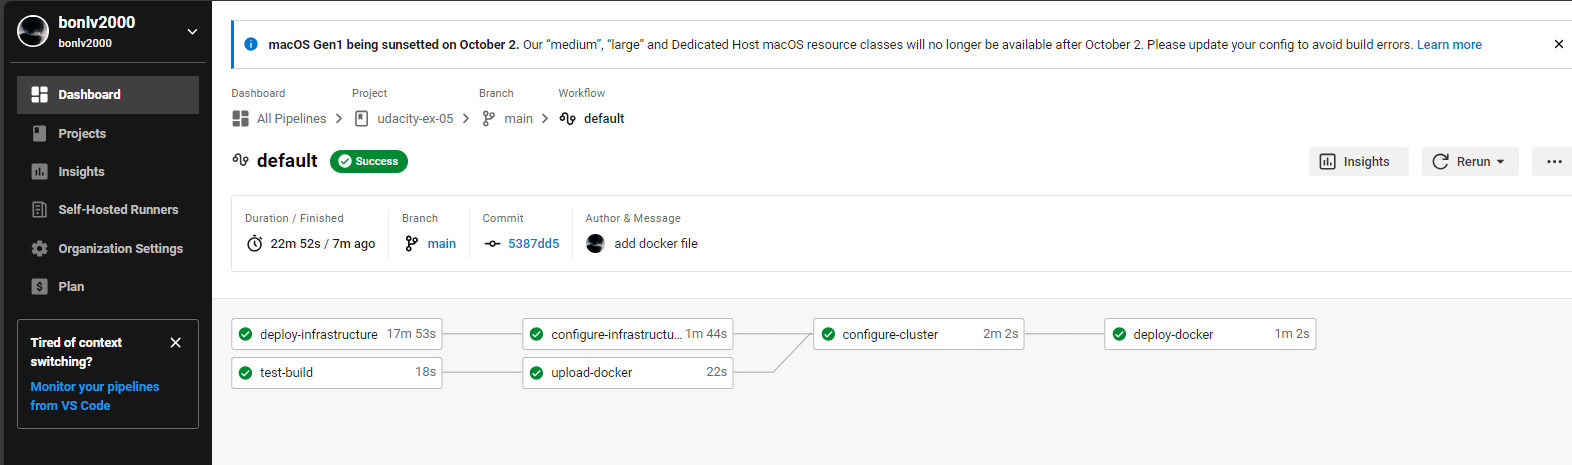 bonlv2000
bonlv2000
Dashboard
Projects
Insights
Self-Hosted Runners
Organization Settings
Plan
Tired of context
switching?
Monitor your pipelines
from VS Code
macOS Gen1 being sunsetted on October 2. Our “medium”, “large” and Dedicated Host macOS resource classes will no longer be available after October 2. Please update your config to avoid build errors. Learn more
Dashboard Project Branch Workflow
All Pipelines udacity-ex-05 main default
default Success Insights Rerun
Duration / Finished Branch Commit Author & Message
22m 52s / 7m ago main 5387dd5 add docker file
deploy-infrastructure 17m 53s configure-infrastructu... 1m 44s configure-cluster 2m 2s deploy-docker 1m 2s
test-build 18s upload-docker 22s